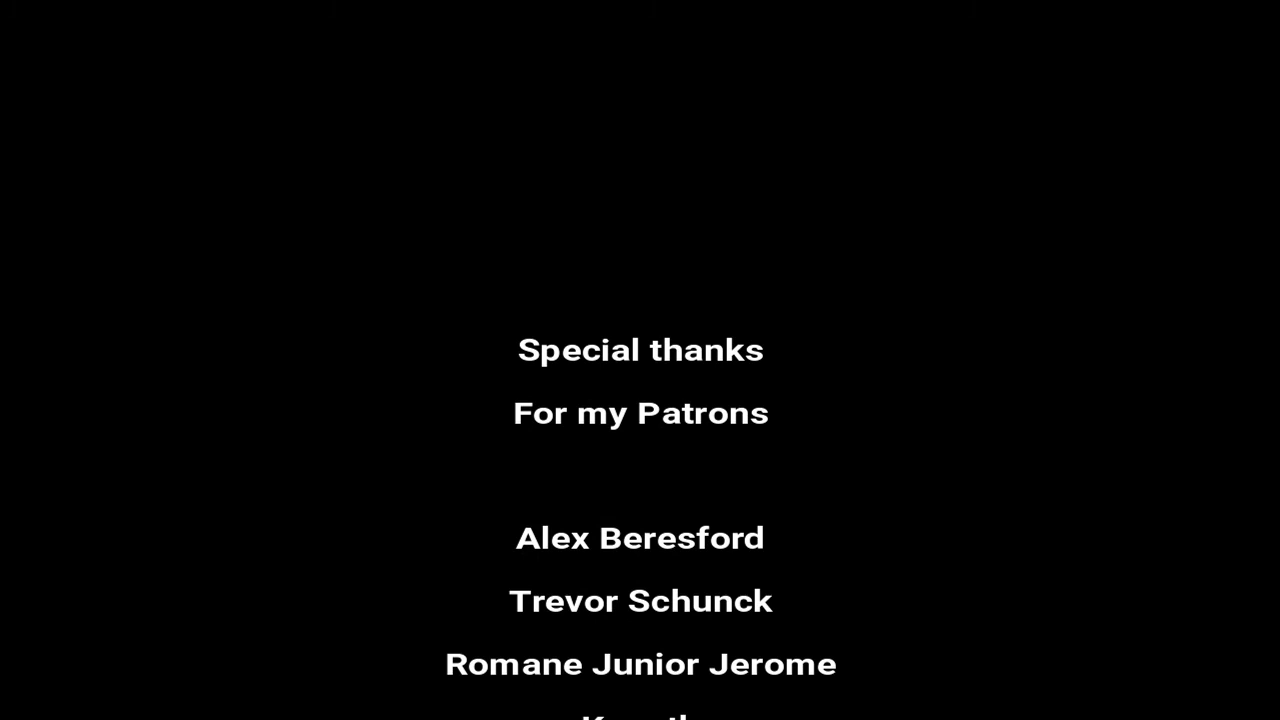 Special thanks
For my Patrons
Alex Beresford
Trevor Schunck
Romane Junior Jerome